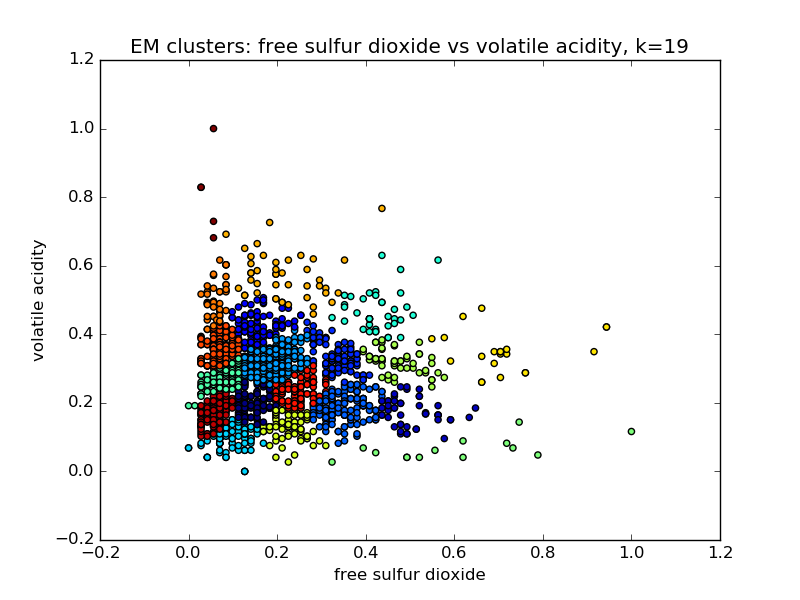 EM clusters: free sulfur dioxide vs volatile acidity, k=19
1.2
1.0
0.8
0.6
0.4
0.2
0.0
−0.2
volatile acidity
−0.2 0.0 0.2 0.4 0.6 0.8 1.0 1.2
free sulfur dioxide